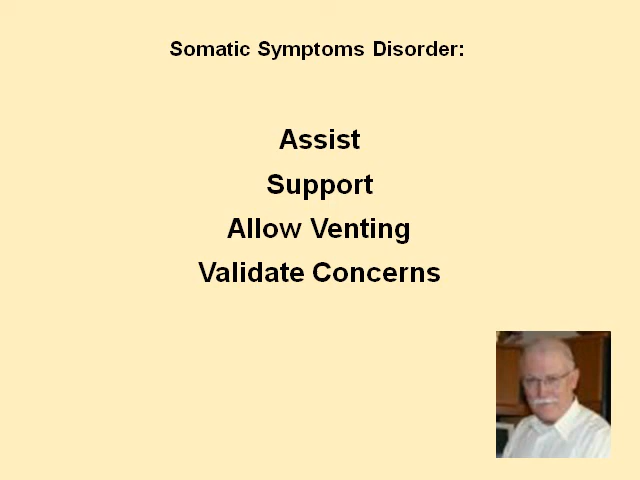 Somatic Symptoms Disorder:
Assist
Support
Allow Venting
Validate Concerns